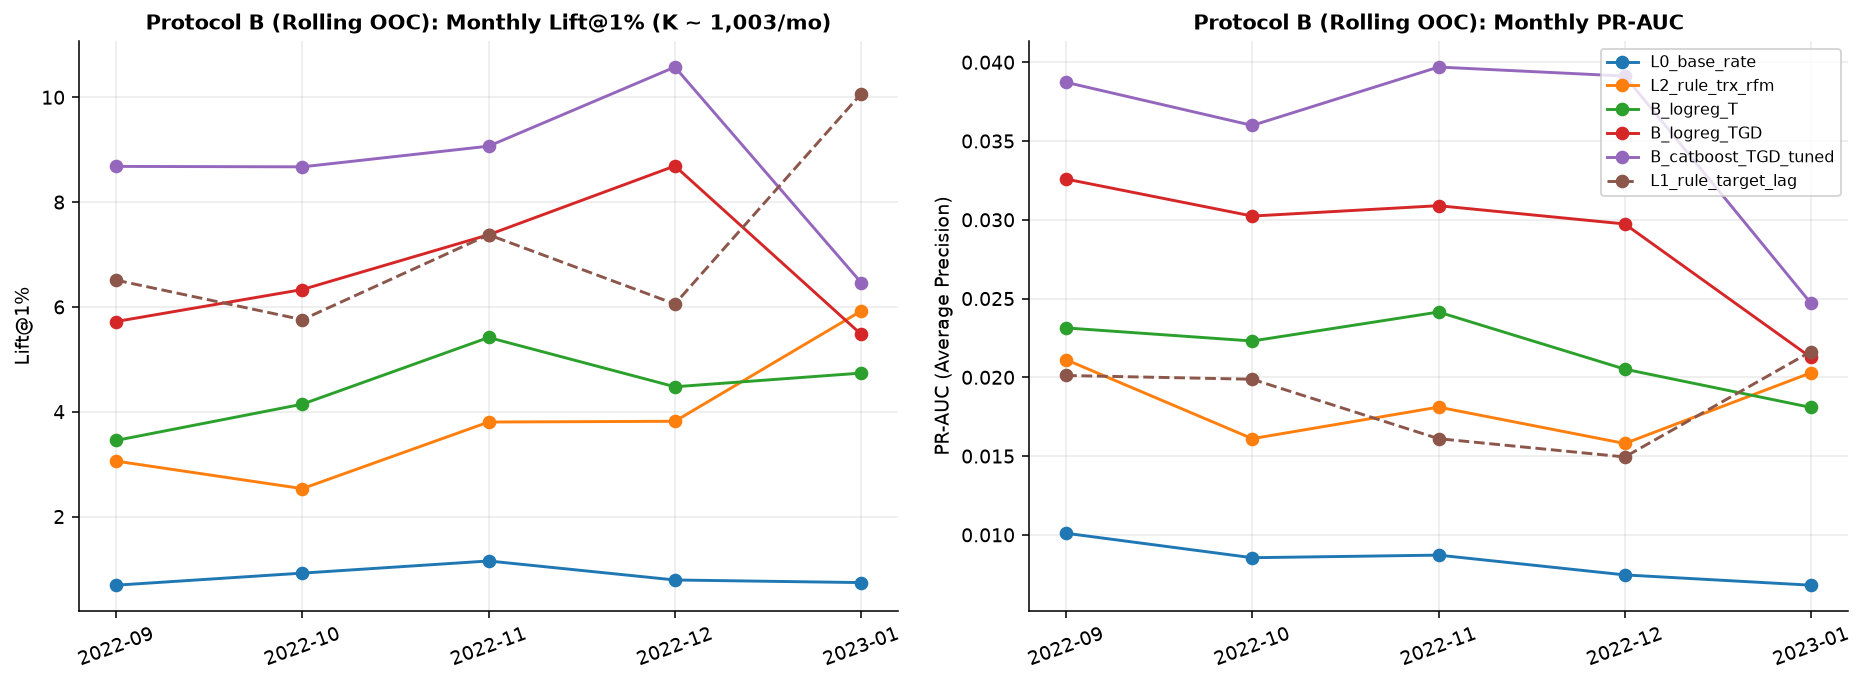 Protocol B (Rolling OOC): Monthly Lift@1% (K ~ 1,003/mo)
Lift@1%
10
8
6
4
2
2022-09
2022-10
2022-11
2022-12
2023-01
Protocol B (Rolling OOC): Monthly PR-AUC
PR-AUC (Average Precision)
0.040
0.035
0.030
0.025
0.020
0.015
0.010
L0_base_rate
L2_rule_trx_rfm
B_logreg_T
B_logreg_TGD
B_catboost_TGD_tuned
L1_rule_target_lag
2022-09
2022-10
2022-11
2022-12
2023-01